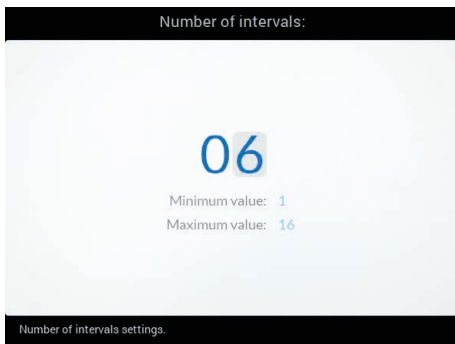 Number of intervals:
06
Minimum value: 1
Maximum value: 16
Number of intervals settings.